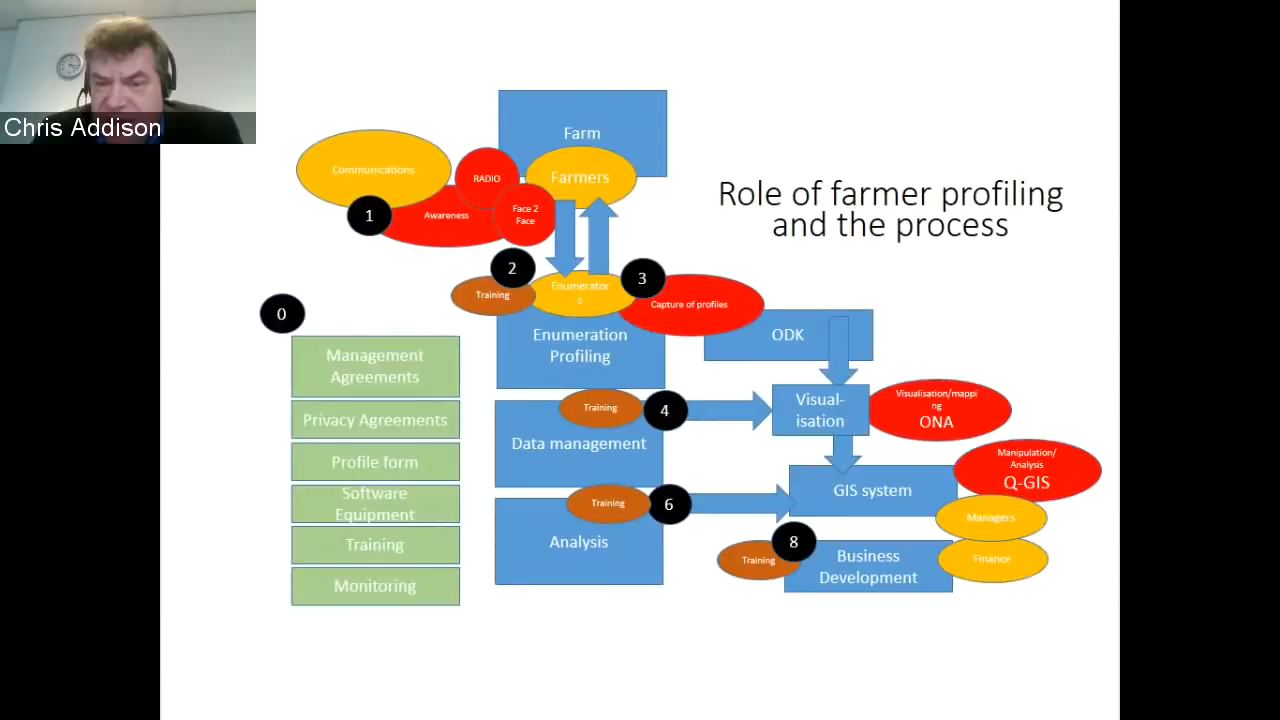 Chris Addison
Role of farmer profiling
and the process
Farm
Farmers
Communications
RADIO
Awareness
Face 2
Face
1
2
3
Training
Enumerator
s
Capture of profiles
Enumeration
Profiling
ODK
0
Management
Agreements
Privacy Agreements
Profile form
Software
Equipment
Training
Monitoring
Training
4
Data management
Visual-
isation
Visualisation/mappi
ng
ONA
Training
6
Analysis
GIS system
Manipulation/
Analysis
Q-GIS
Managers
8
Training
Business
Development
Finance